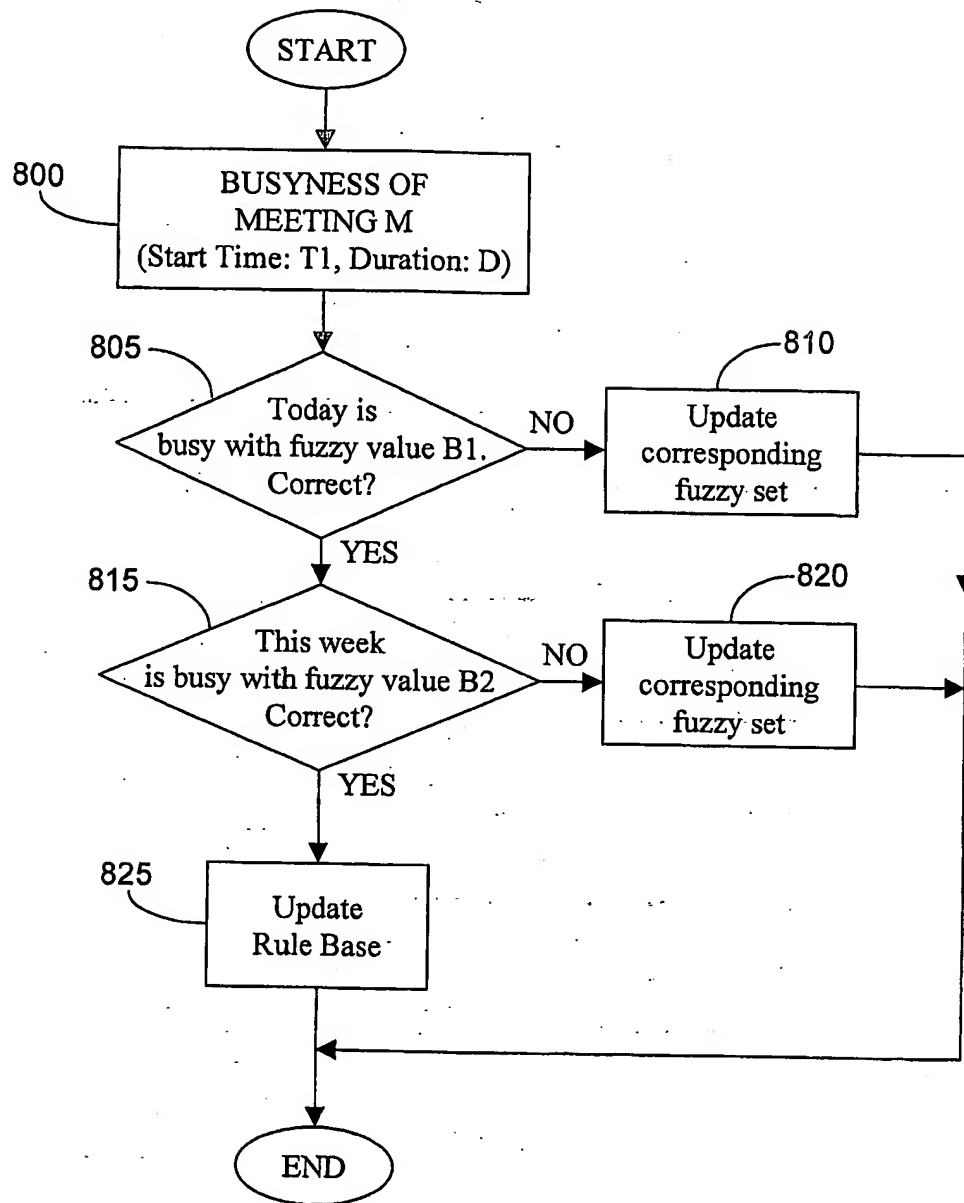 START
800
BUSYNESS OF
MEETING M
(Start Time: T1, Duration: D)
805
Today is
busy with fuzzy value B1.
Correct?
NO
810
Update
corresponding
fuzzy set
YES
815
This week
is busy with fuzzy value B2
Correct?
NO
820
Update
corresponding
fuzzy set
YES
825
Update
Rule Base
END